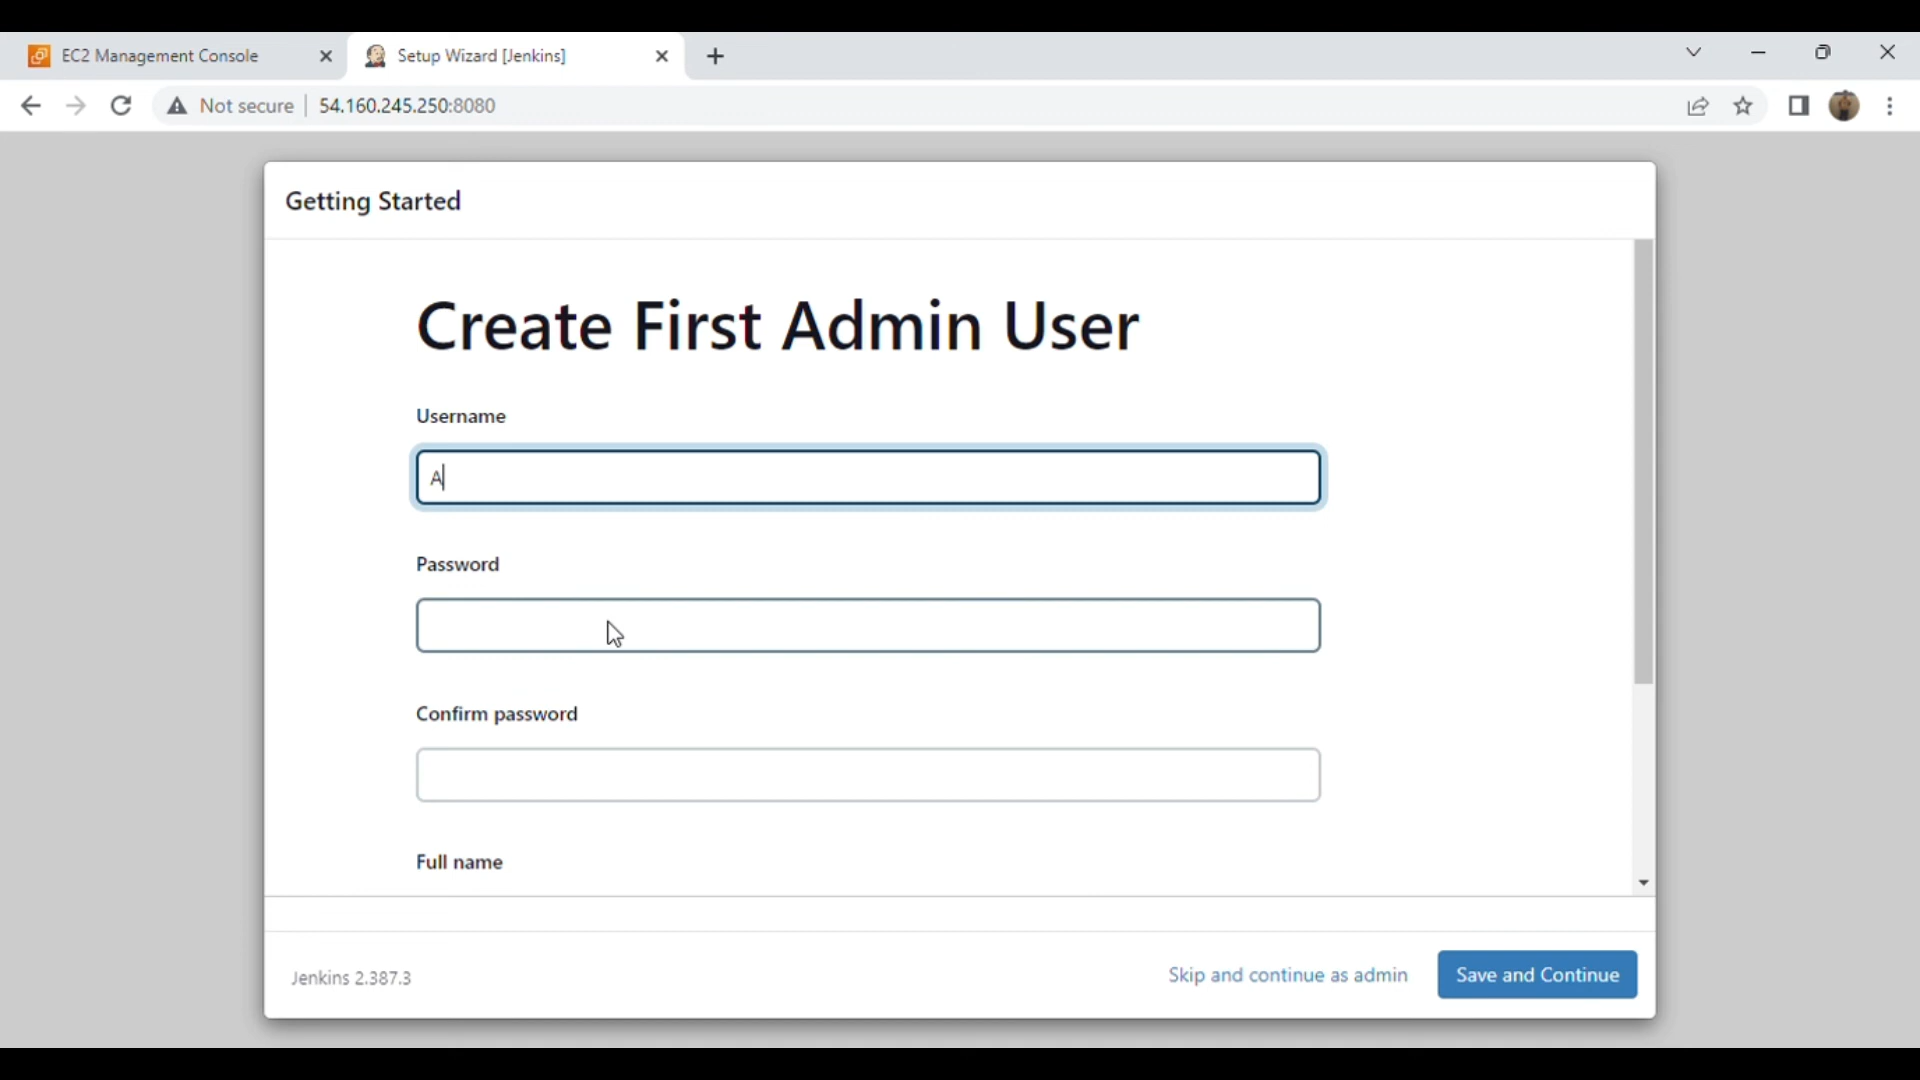 EC2 Management Console
Setup Wizard [Jenkins]
Not secure
54.160.245.250:8080
Getting Started
Create First Admin User
Username
A
Password
Confirm password
Full name
Jenkins 2.387.3
Skip and continue as admin
Save and Continue